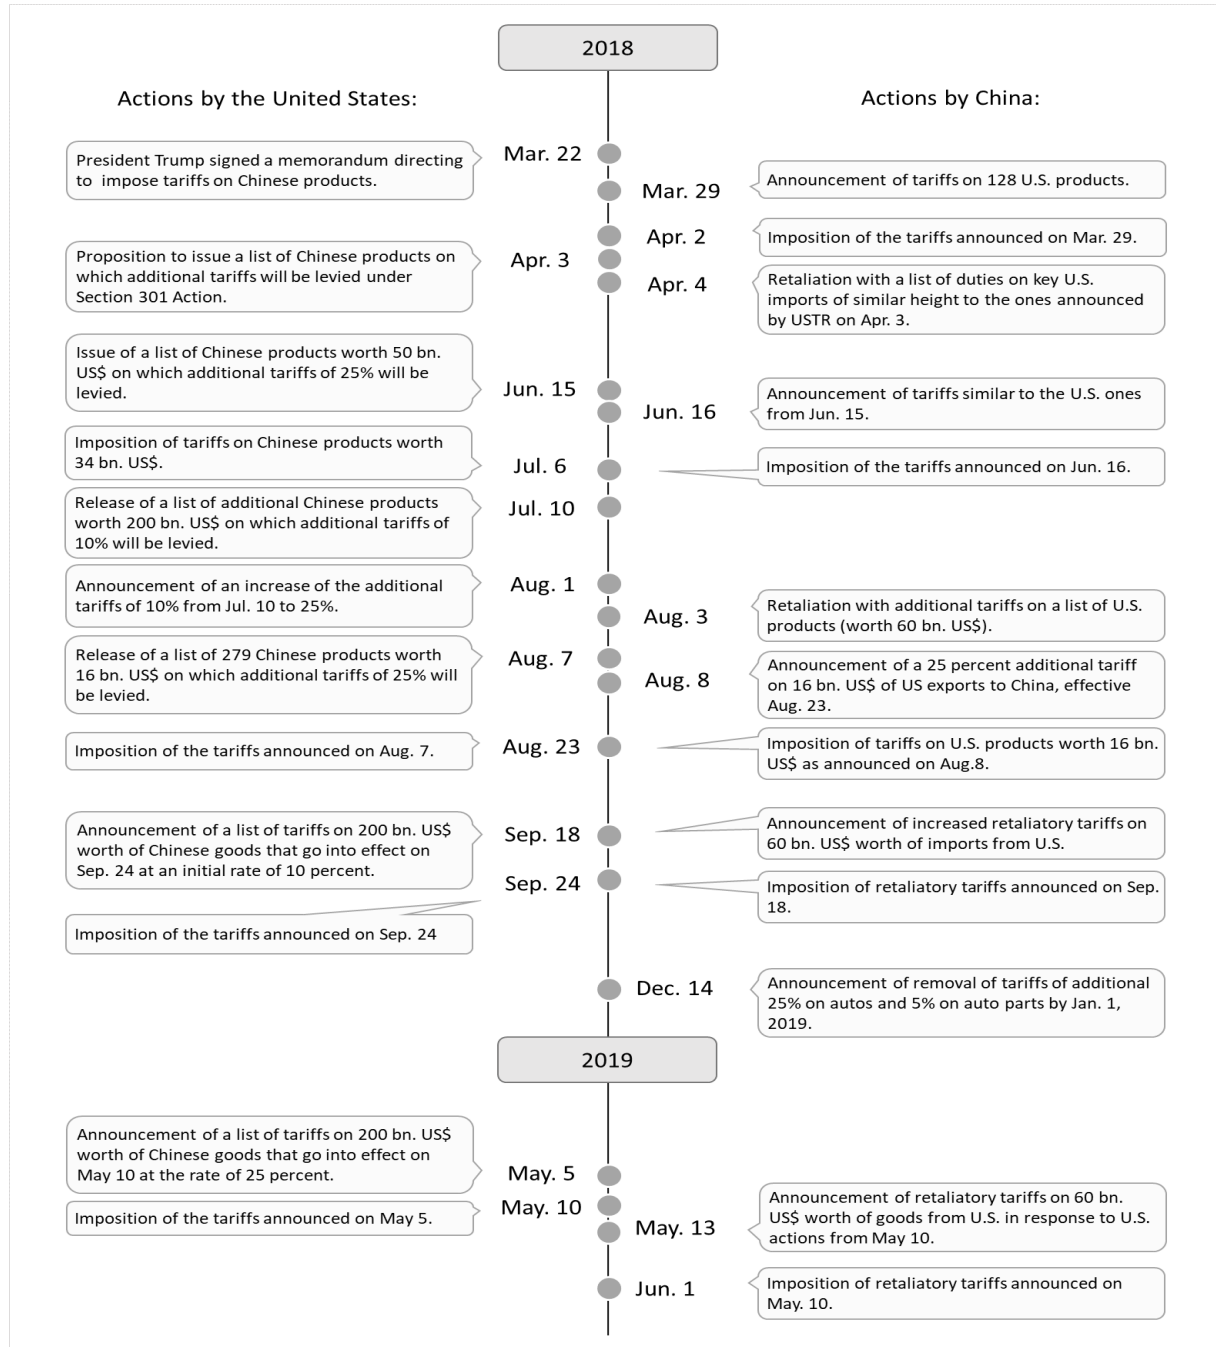 2018
Actions by the United States:
Actions by China:
President Trump signed a memorandum directing
to impose tariffs on Chinese products.
Mar. 22
Mar. 29
Announcement of tariffs on 128 U.S. products.
Apr. 2
Imposition of the tariffs announced on Mar. 29.
Proposition to issue a list of Chinese products on
which additional tariffs will be levied under
Section 301 Action.
Apr. 3
Apr. 4
Retaliation with a list of duties on key U.S.
imports of similar height to the ones announced
by USTR on Apr. 3.
Issue of a list of Chinese products worth 50 bn.
US$ on which additional tariffs of 25% will be
levied.
Jun. 15
Jun. 16
Announcement of tariffs similar to the U.S. ones
from Jun. 15.
Imposition of tariffs on Chinese products worth
34 bn. US$.
Jul. 6
Imposition of the tariffs announced on Jun. 16.
Release of a list of additional Chinese products
worth 200 bn. US$ on which additional tariffs of
10% will be levied.
Jul. 10
Announcement of an increase of the additional
tariffs of 10% from Jul. 10 to 25%.
Aug. 1
Aug. 3
Retaliation with additional tariffs on a list of U.S.
products (worth 60 bn. US$).
Release of a list of 279 Chinese products worth
16 bn. US$ on which additional tariffs of 25% will
be levied.
Aug. 7
Aug. 8
Announcement of a 25 percent additional tariff
on 16 bn. US$ of US exports to China, effective
Aug. 23.
Imposition of the tariffs announced on Aug. 7.
Aug. 23
Imposition of tariffs on U.S. products worth 16 bn.
US$ as announced on Aug.8.
Announcement of a list of tariffs on 200 bn. US$
worth of Chinese goods that go into effect on
Sep. 24 at an initial rate of 10 percent.
Sep. 18
Announcement of increased retaliatory tariffs on
60 bn. US$ worth of imports from U.S.
Sep. 24
Imposition of retaliatory tariffs announced on Sep.
18.
Imposition of the tariffs announced on Sep. 24
Dec. 14
Announcement of removal of tariffs of additional
25% on autos and 5% on auto parts by Jan. 1,
2019.
2019
Announcement of a list of tariffs on 200 bn. US$
worth of Chinese goods that go into effect on
May 10 at the rate of 25 percent.
May. 5
Imposition of the tariffs announced on May 5.
May. 10
May. 13
Announcement of retaliatory tariffs on 60 bn.
US$ worth of goods from U.S. in response to U.S.
actions from May 10.
Jun. 1
Imposition of retaliatory tariffs announced on
May. 10.